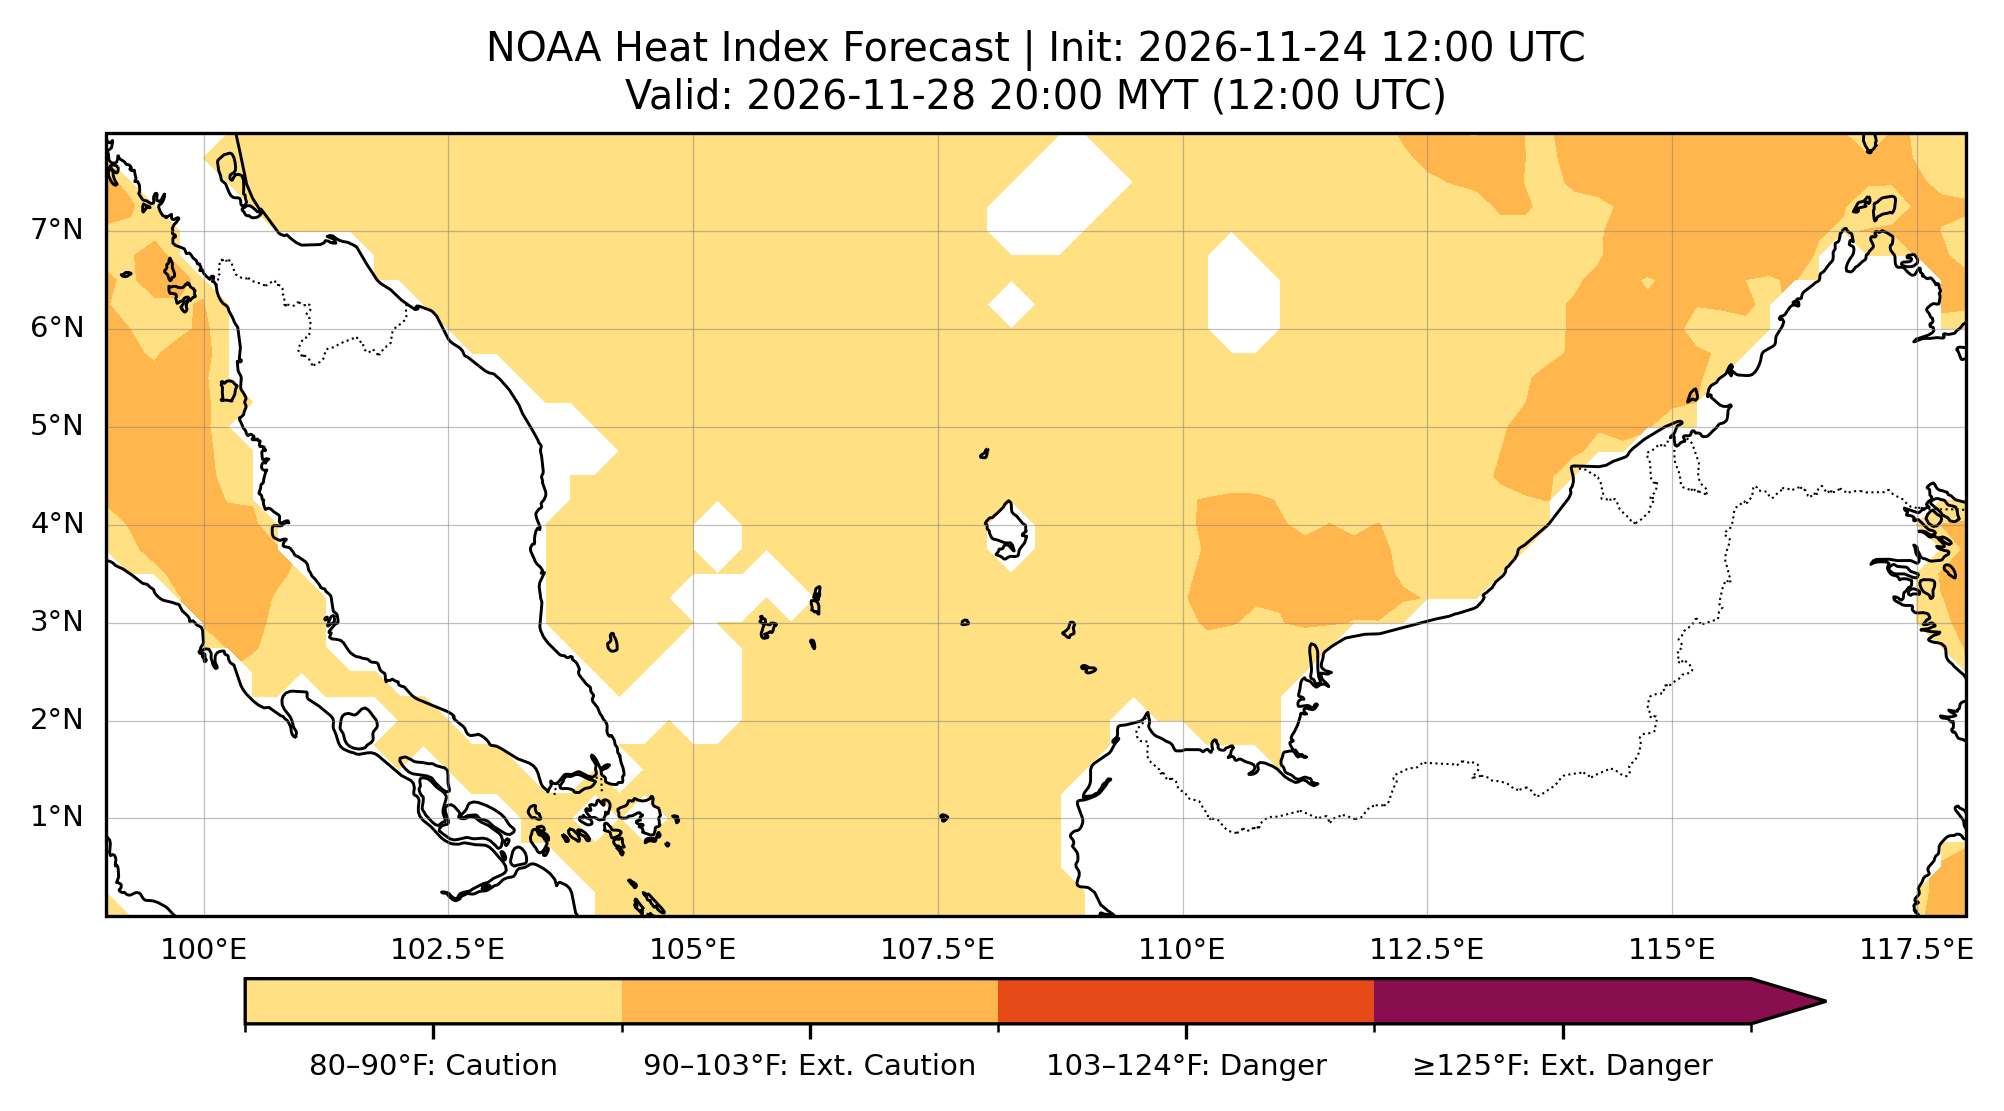 NOAA Heat Index Forecast | Init: 2026-11-24 12:00 UTC
Valid: 2026-11-28 20:00 MYT (12:00 UTC)
7°N
6°N
5°N
4°N
3°N
2°N
1°N
100°E
102.5°E
105°E
107.5°E
110°E
112.5°E
115°E
117.5°E
80–90°F: Caution
90–103°F: Ext. Caution
103–124°F: Danger
≥125°F: Ext. Danger